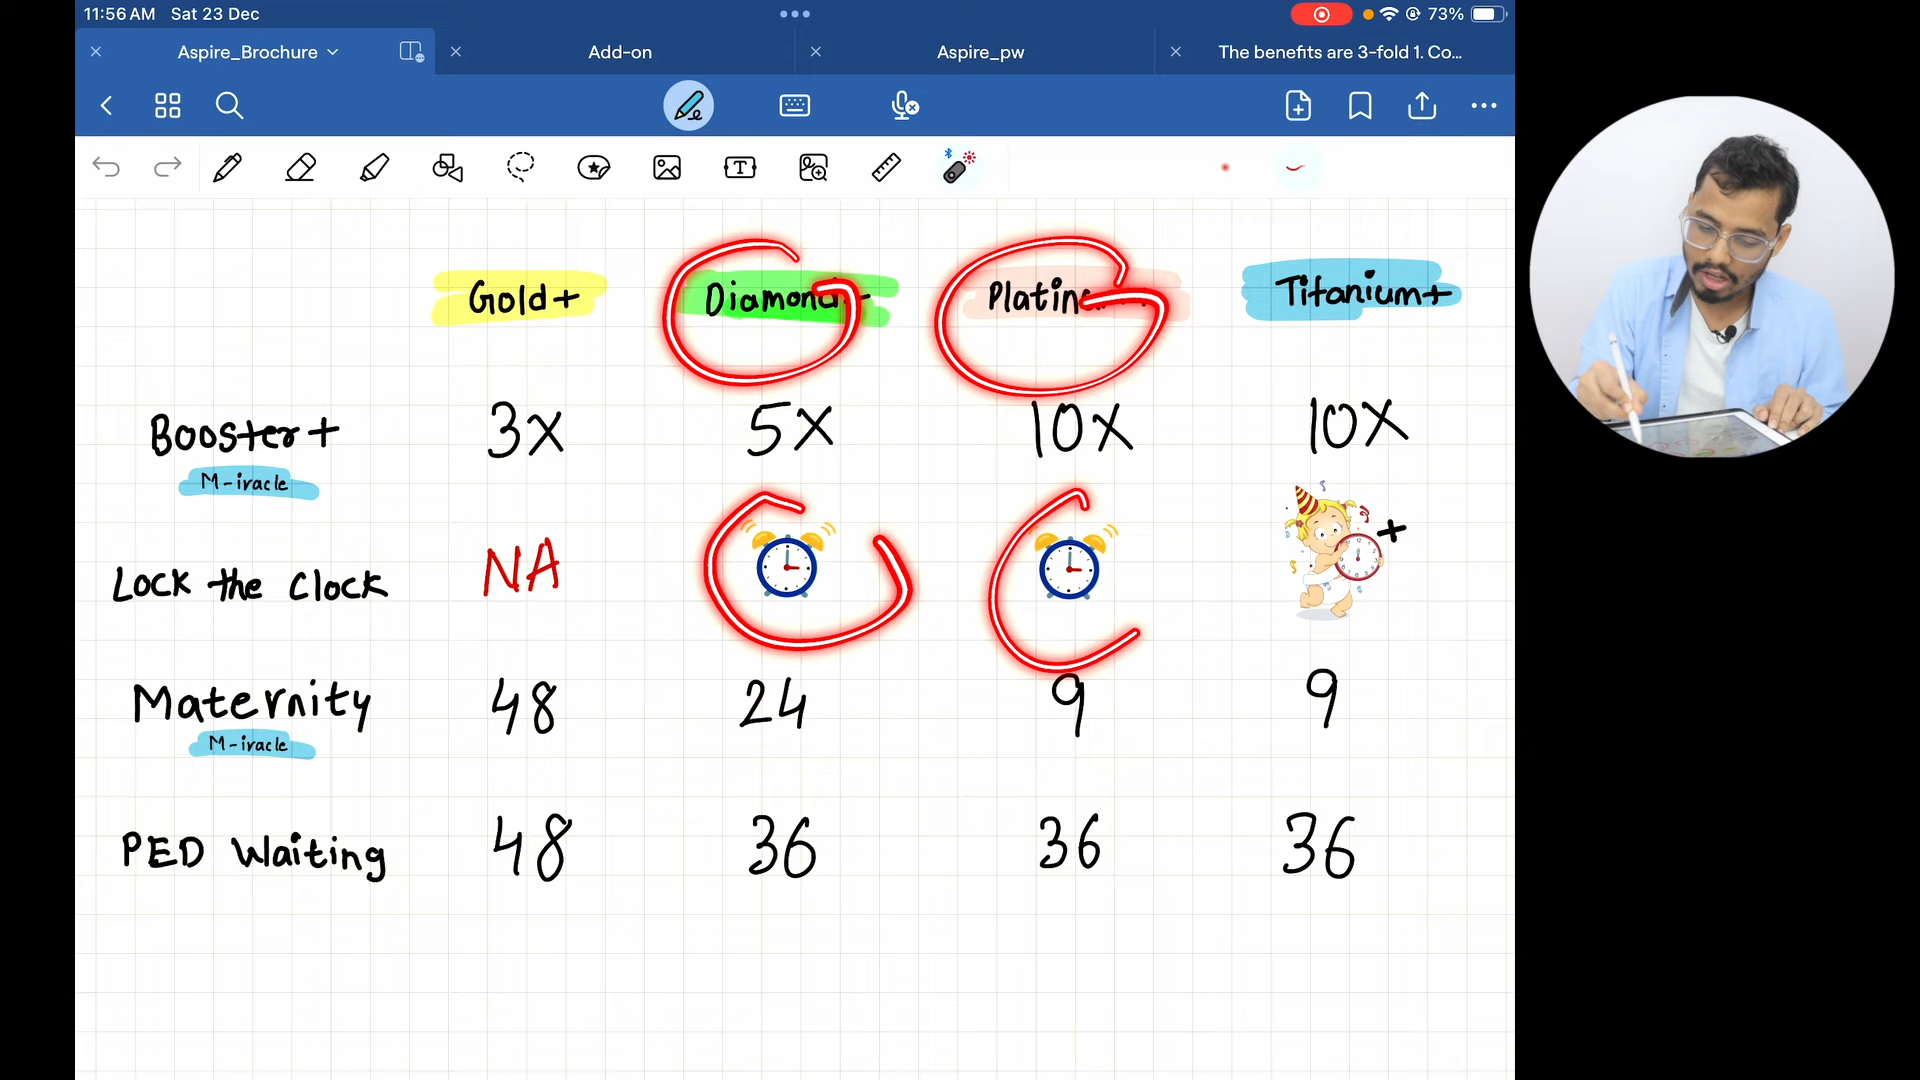 11:56 AM Sat 23 Dec
73%
Aspire_Brochure
Add-on
Aspire_pw
The benefits are 3-fold 1. Co...
Gold+ Titanium+
Booster+ 3X 5X 10X 10X
M-iracle
Lock the Clock NA +
Maternity 48 24 9 9
M-iracle
PED Waiting 48 36 36 36